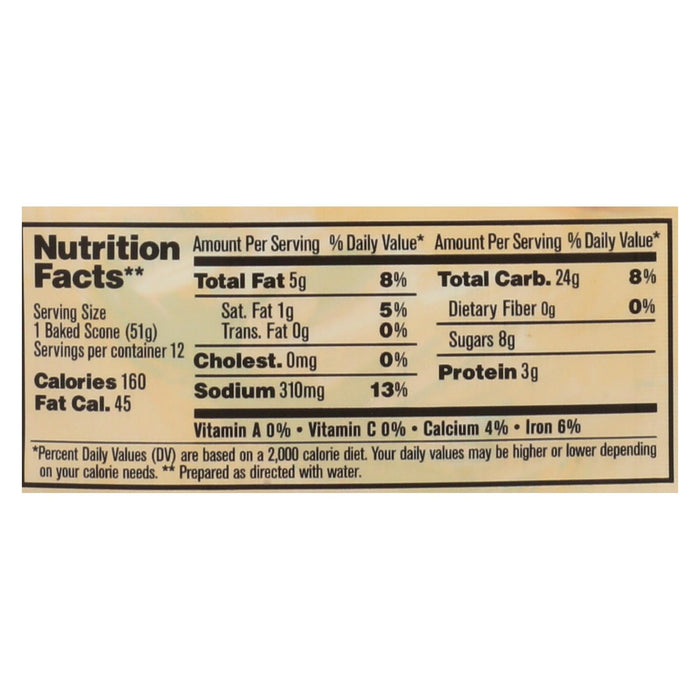 Nutrition
Facts**
Serving Size
1 Baked Scone (51g)
Servings per container 12
Calories 160
Fat Cal. 45
Amount Per Serving % Daily Value*
Total Fat 5g 8%
Sat. Fat 1g 5%
Trans. Fat 0g 0%
Cholest. 0mg 0%
Sodium 310mg 13%
Amount Per Serving % Daily Value*
Total Carb. 24g 8%
Dietary Fiber 0g 0%
Sugars 8g
Protein 3g
Vitamin A 0% • Vitamin C 0% • Calcium 4% • Iron 6%
*Percent Daily Values (DV) are based on a 2,000 calorie diet. Your daily values may be higher or lower depending
on your calorie needs. ** Prepared as directed with water.